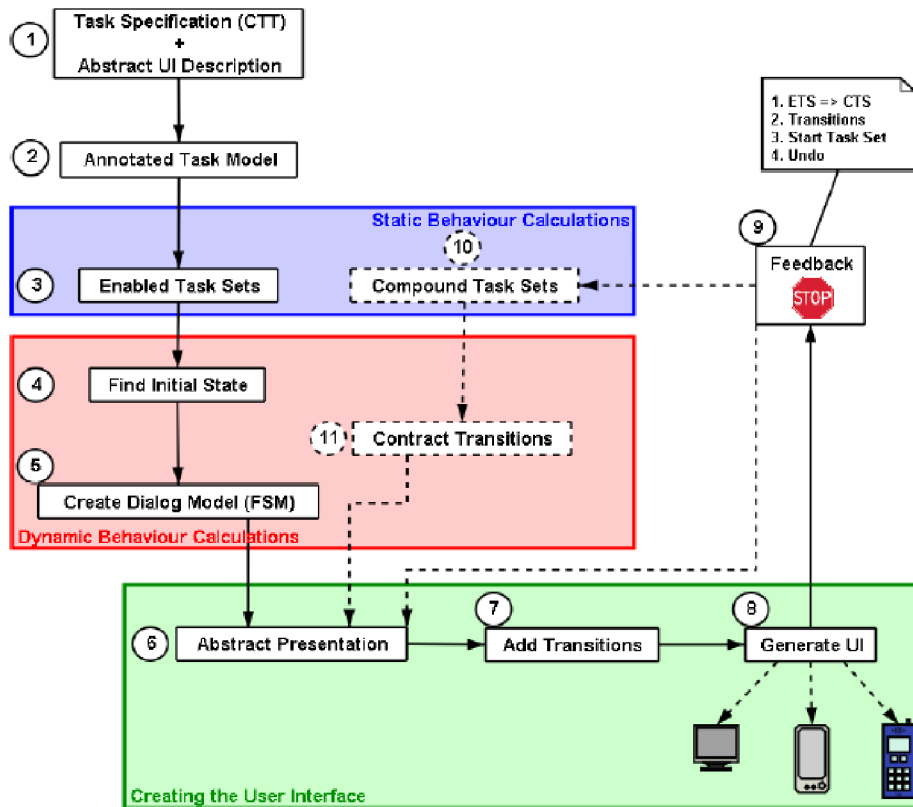 1
Task Specification (CTT)
+
Abstract UI Description
2
Annotated Task Model
1. ETS => CTS
2. Transitions
3. Start Task Set
4. Undo
Static Behaviour Calculations
3
Enabled Task Sets
10
Compound Task Sets
9
Feedback
STOP
4
Find Initial State
11
Contract Transitions
5
Create Dialog Model (FSM)
Dynamic Behaviour Calculations
6
Abstract Presentation
7
Add Transitions
8
Generate UI
Creating the User Interface